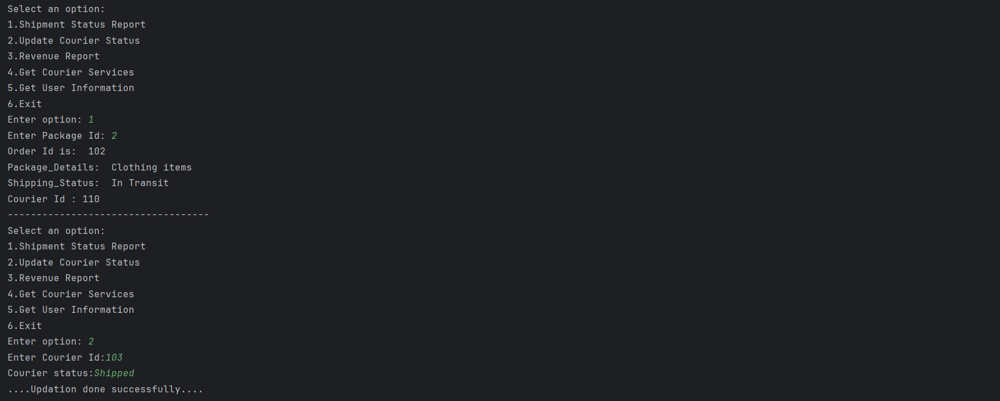 Select an option:
1.Shipment Status Report
2.Update Courier Status
3.Revenue Report
4.Get Courier Services
5.Get User Information
6.Exit
Enter option: 1
Enter Package Id: 2
Order Id is:  102
Package_Details:  Clothing items
Shipping_Status:  In Transit
Courier Id : 110
-----------------------------------
Select an option:
1.Shipment Status Report
2.Update Courier Status
3.Revenue Report
4.Get Courier Services
5.Get User Information
6.Exit
Enter option: 2
Enter Courier Id:103
Courier status:Shipped
....Updation done successfully....